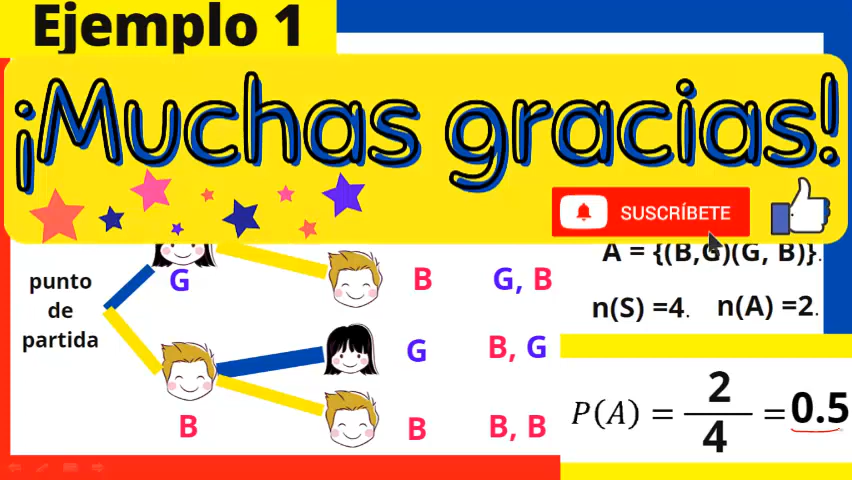 Ejemplo 1
¡Muchas gracias!
SUSCRÍBETE
A = {(B,G)(G, B)}.
punto
de
partida
G
B
G, B
n(S) =4.
n(A) =2.
G
B, G
B
B
B, B
P(A) = 2/4 = 0.5